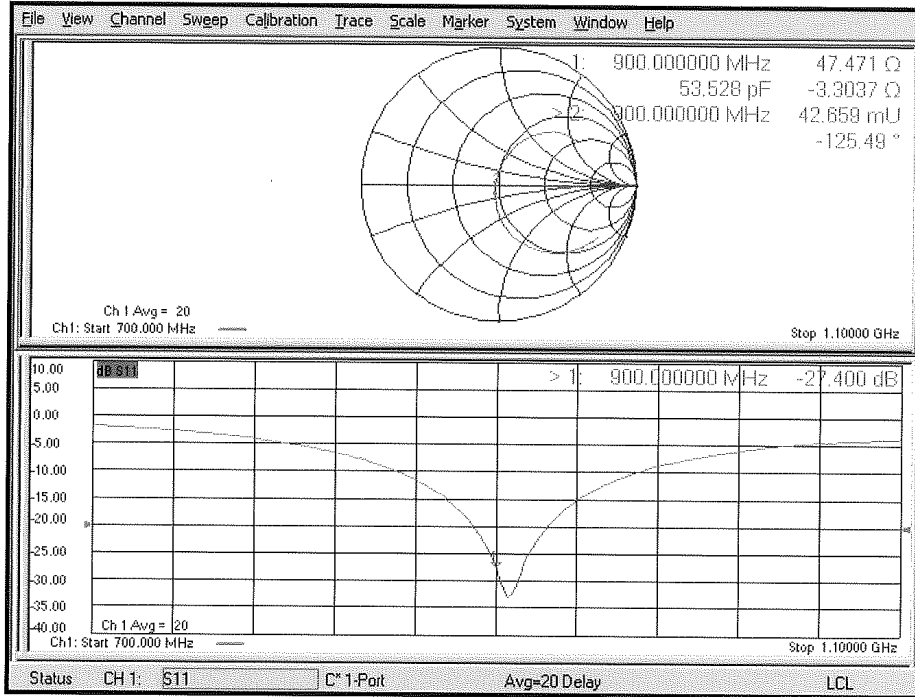 File View Channel Sweep Calibration Trace Scale Marker System Window Help
1: 900.000000 MHz 47.471 Ω
53.528 pF -3.3037 Ω
> 2: 900.000000 MHz 42.659 mU
-125.49 °
Ch 1 Avg = 20
Ch1: Start 700.000 MHz
Stop 1.10000 GHz
10.00
dB S11
> 1: 900.000000 MHz -27.400 dB
5.00
0.00
-5.00
-10.00
-15.00
-20.00
-25.00
-30.00
-35.00
-40.00
Ch 1 Avg = 20
Ch1: Start 700.000 MHz
Stop 1.10000 GHz
Status CH 1: S11 C* 1-Port Avg=20 Delay LCL